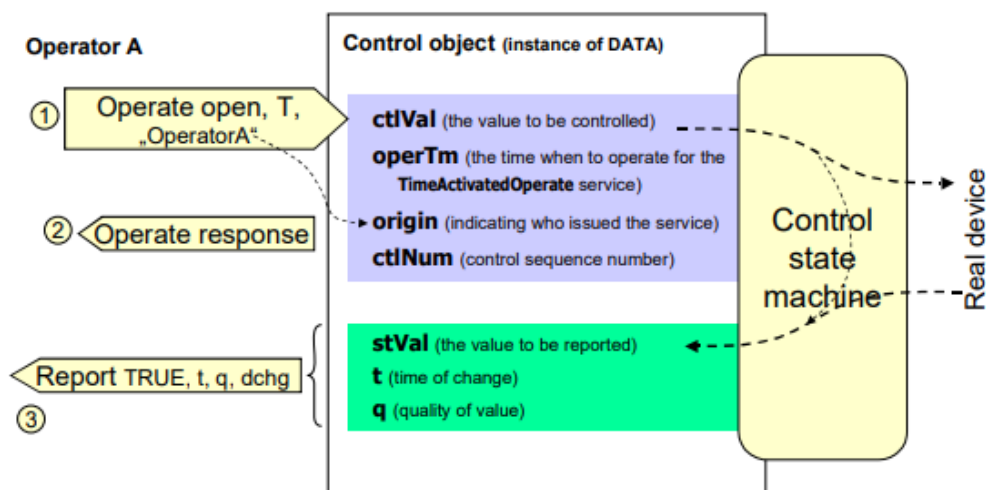 Operator A
Control object (instance of DATA)
1
Operate open, T,
„OperatorA“
ctlVal (the value to be controlled)
operTm (the time when to operate for the
TimeActivatedOperate service)
2
Operate response
origin (indicating who issued the service)
ctlNum (control sequence number)
Control
state
machine
Real device
stVal (the value to be reported)
Report TRUE, t, q, dchg
t (time of change)
q (quality of value)
3